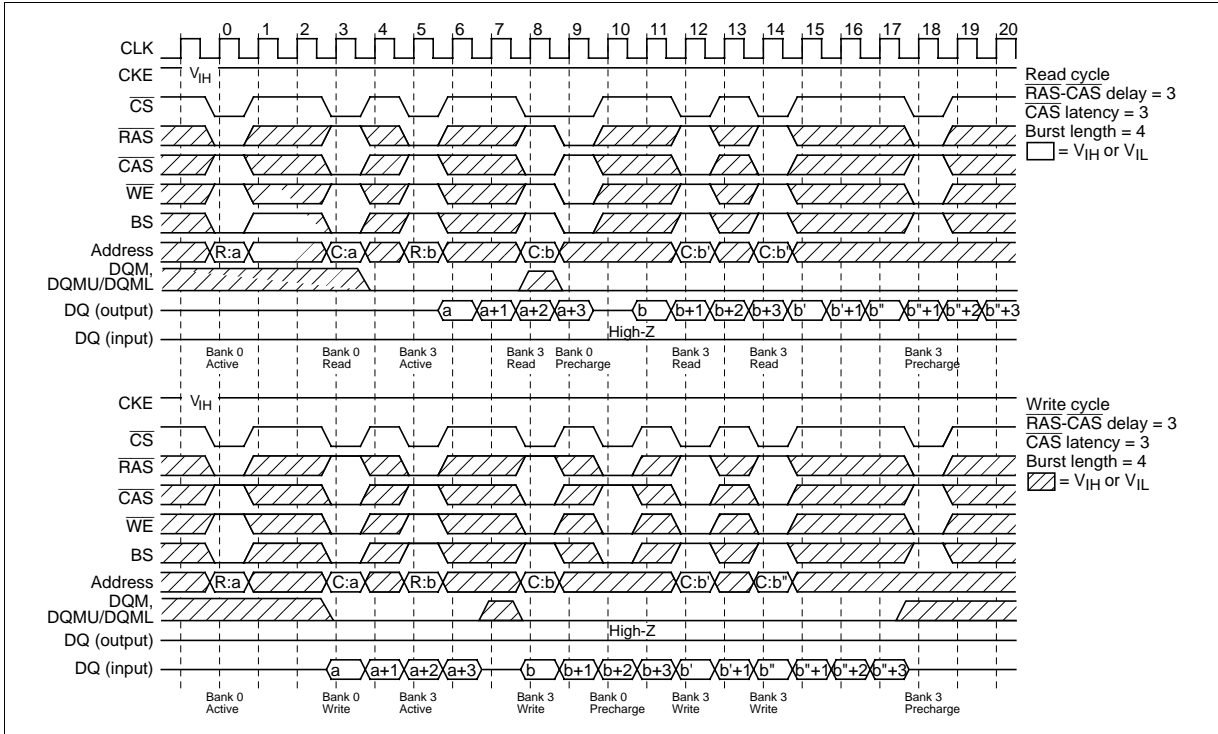 0 1 2 3 4 5 6 7 8 9 10 11 12 13 14 15 16 17 18 19 20
CLK
CKE VIH
CS
RAS
CAS
WE
BS
Address R:a C:a R:b C:b C:b' C:b"
DQM,
DQMU/DQML
DQ (output) a a+1 a+2 a+3 b b+1 b+2 b+3 b' b'+1 b" b"+1 b"+2 b"+3
High-Z
DQ (input)
Bank 0 Active
Bank 0 Read
Bank 3 Active
Bank 3 Read
Bank 0 Precharge
Bank 3 Read
Bank 3 Read
Bank 3 Precharge
Read cycle
RAS-CAS delay = 3
CAS latency = 3
Burst length = 4
= VIH or VIL
CKE VIH
CS
RAS
CAS
WE
BS
Address R:a C:a R:b C:b C:b' C:b"
DQM,
DQMU/DQML
High-Z
DQ (output)
DQ (input) a a+1 a+2 a+3 b b+1 b+2 b+3 b' b'+1 b" b"+1 b"+2 b"+3
Bank 0 Active
Bank 0 Write
Bank 3 Active
Bank 3 Write
Bank 0 Precharge
Bank 3 Write
Bank 3 Write
Bank 3 Precharge
Write cycle
RAS-CAS delay = 3
CAS latency = 3
Burst length = 4
= VIH or VIL